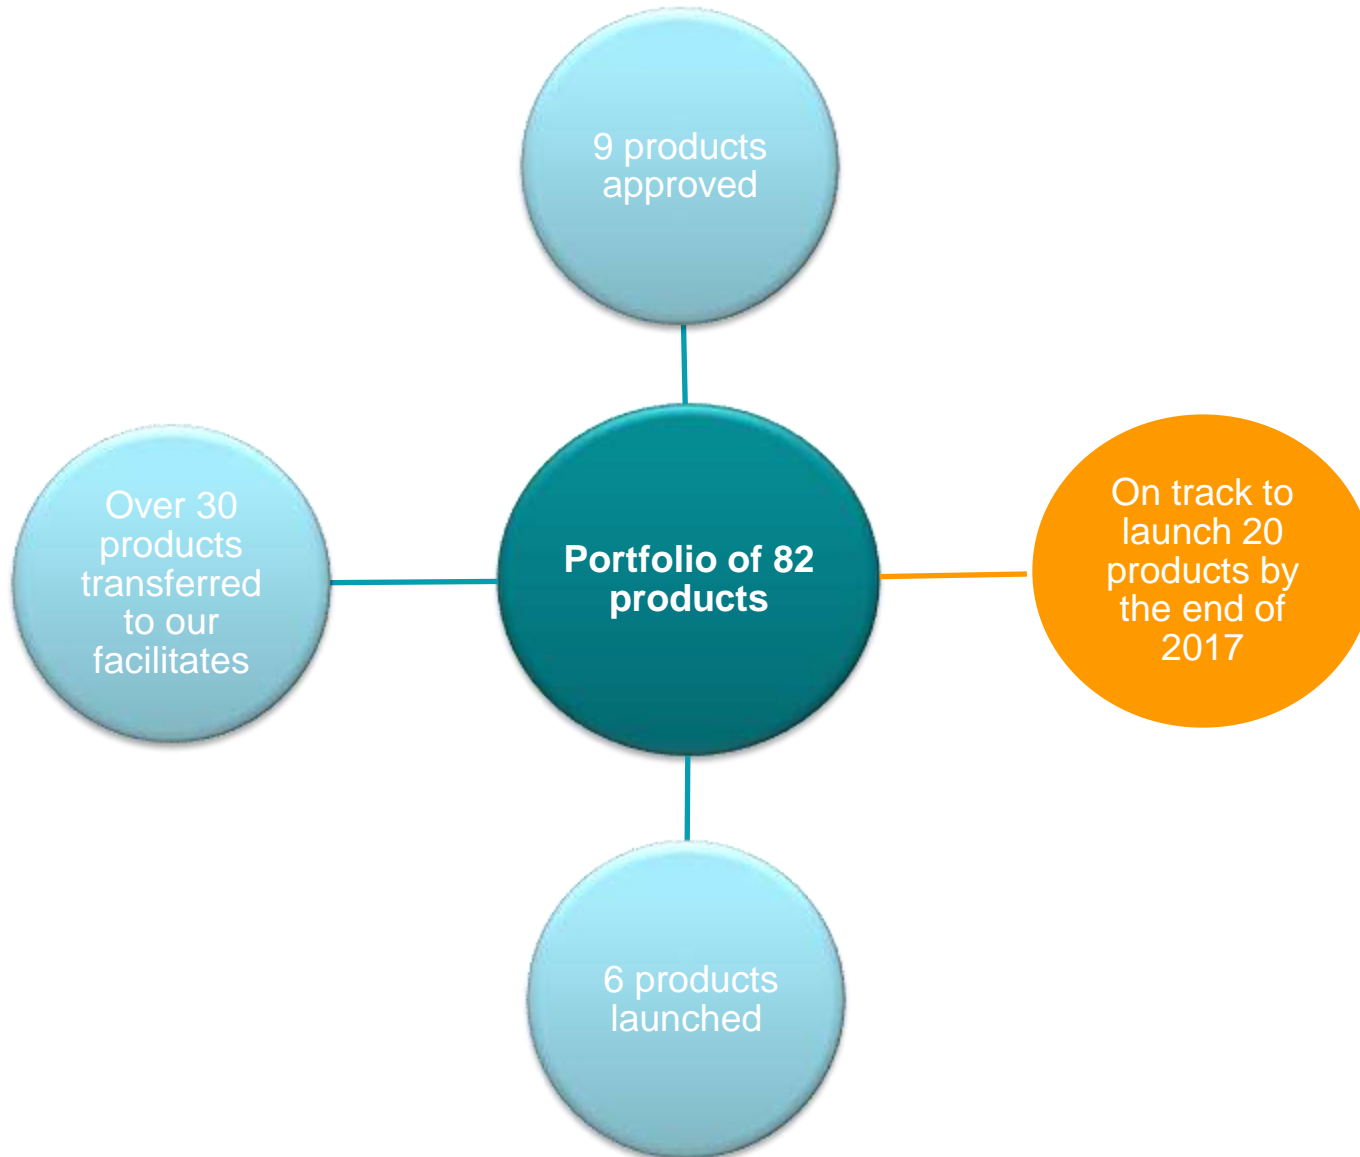 9 products
approved
Over 30
products
transferred
to our
facilitates
Portfolio of 82
products
On track to
launch 20
products by
the end of
2017
6 products
launched